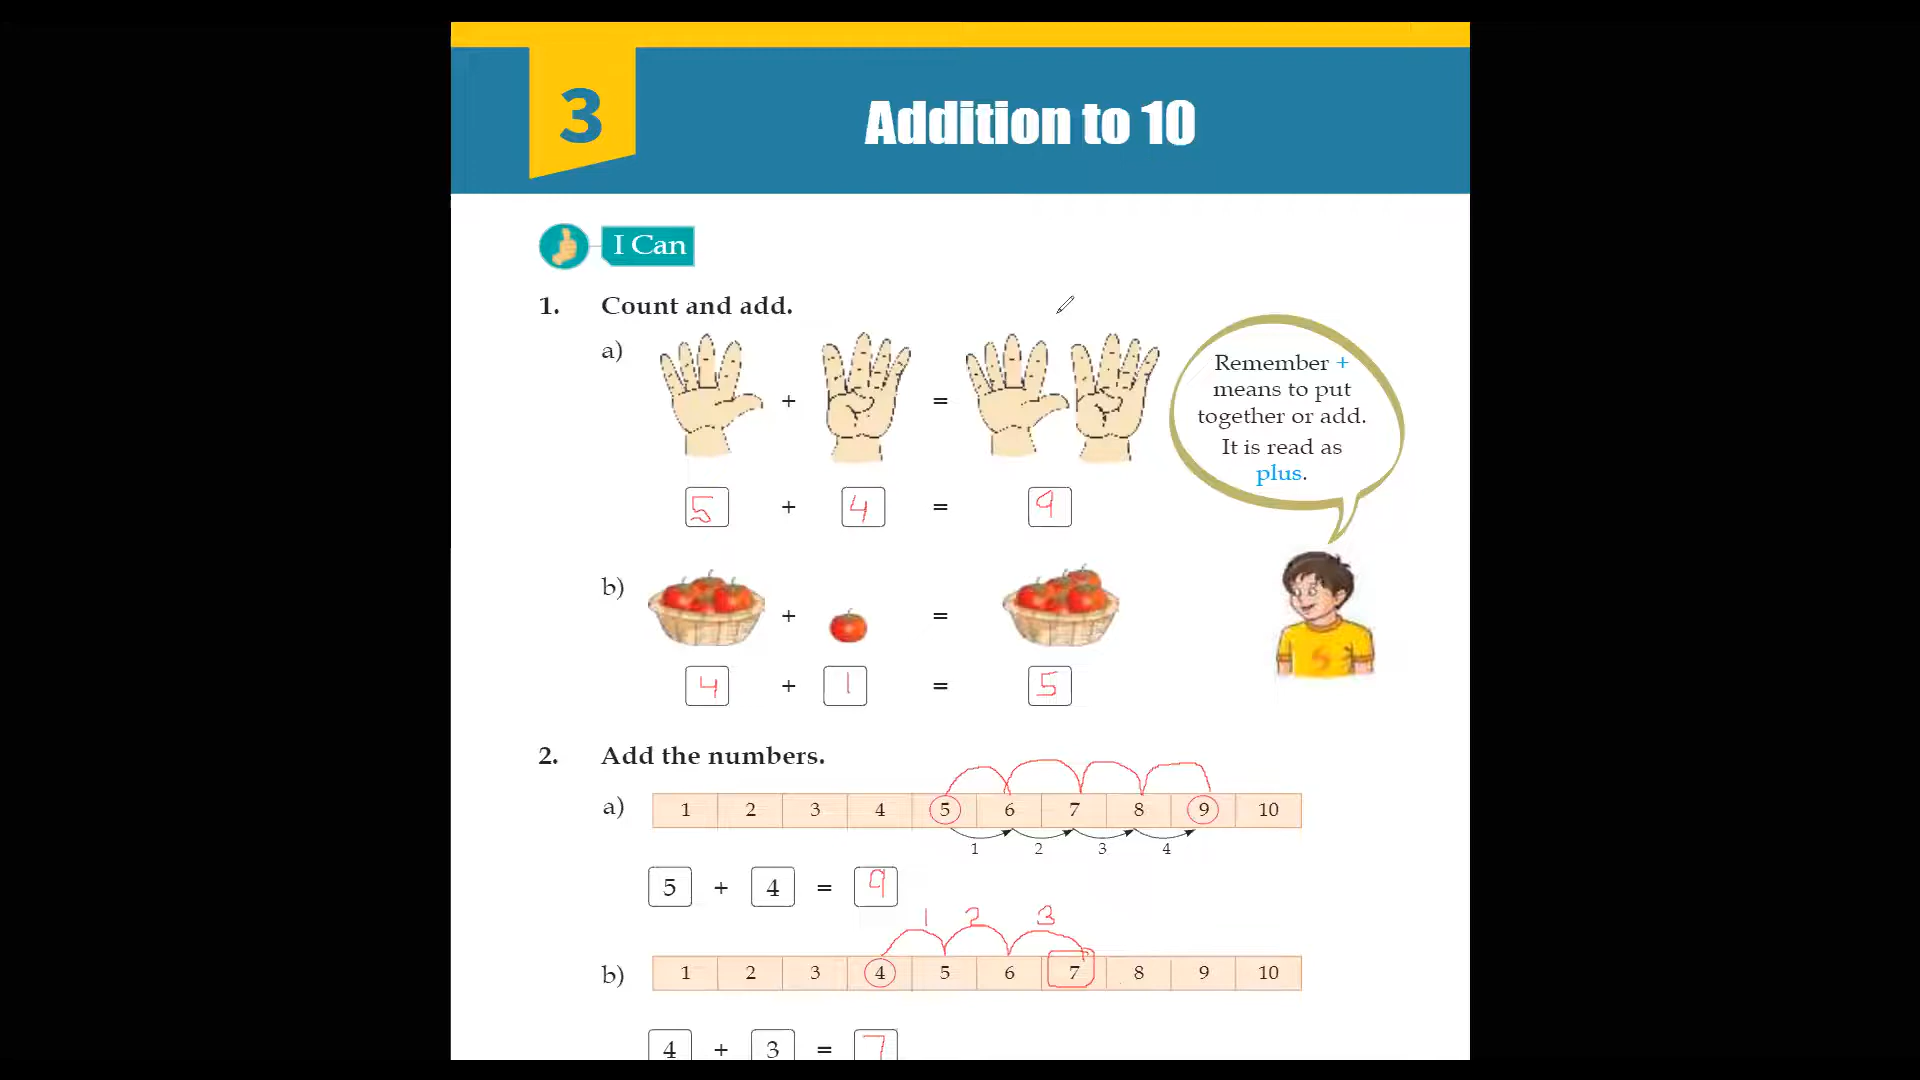 3
Addition to 10
I Can
1. Count and add.
a)
+ =
5 + 4 = 9
Remember +
means to put
together or add.
It is read as
plus.
b)
+ =
4 + 1 = 5
5
2. Add the numbers.
a) 1 2 3 4 5 6 7 8 9 10
1 2 3 4
5 + 4 = 9
1 2 3
b) 1 2 3 4 5 6 7 8 9 10
4 + 3 = 7